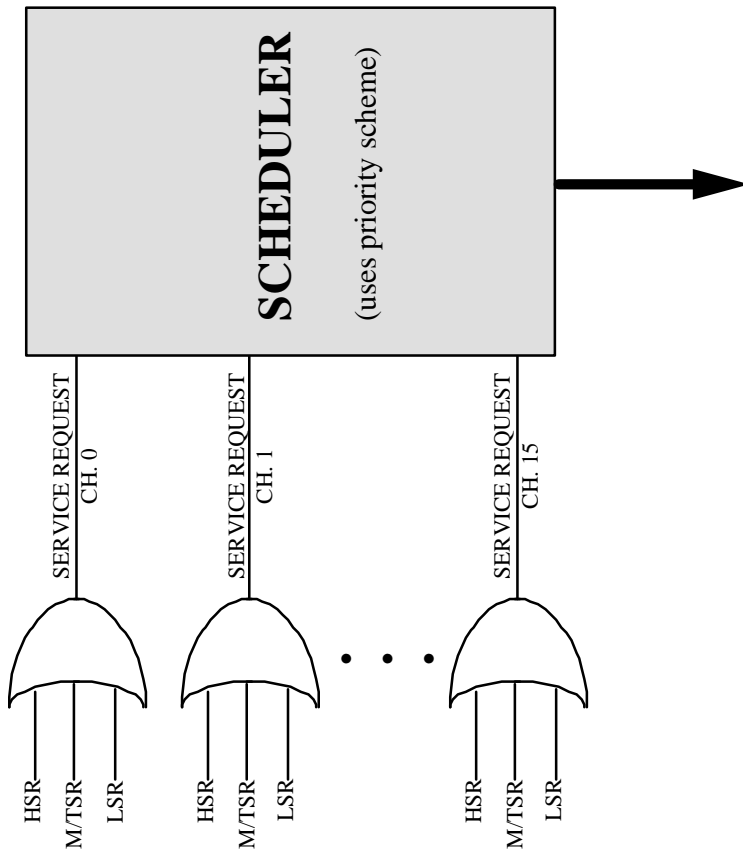 SCHEDULER
(uses priority scheme)
SERVICE REQUEST
CH. 0
SERVICE REQUEST
CH. 1
SERVICE REQUEST
CH. 15
HSR
M/TSR
LSR
HSR
M/TSR
LSR
HSR
M/TSR
LSR